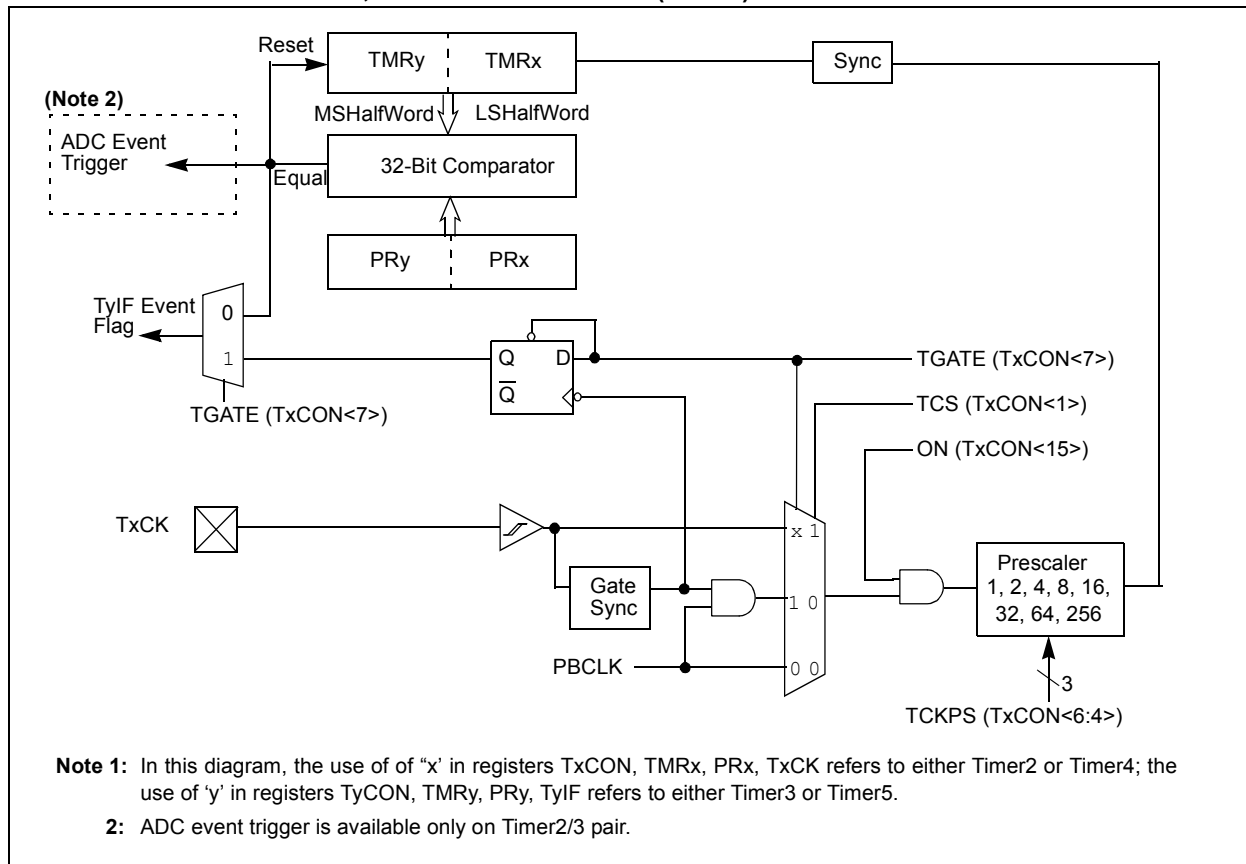 Reset
TMRy TMRx
Sync
(Note 2)
MSHalfWord LSHalfWord
ADC Event
Trigger
Equal
32-Bit Comparator
PRy PRx
TyIF Event
Flag
0
1
Q D
Q
TGATE (TxCON<7>)
TGATE (TxCON<7>)
TCS (TxCON<1>)
ON (TxCON<15>)
TxCK
x 1
Gate
Sync
1 0
Prescaler
1, 2, 4, 8, 16,
32, 64, 256
PBCLK
0 0
3
TCKPS (TxCON<6:4>)
Note 1: In this diagram, the use of of “x’ in registers TxCON, TMRx, PRx, TxCK refers to either Timer2 or Timer4; the
use of ‘y’ in registers TyCON, TMRy, PRy, TyIF refers to either Timer3 or Timer5.
2: ADC event trigger is available only on Timer2/3 pair.